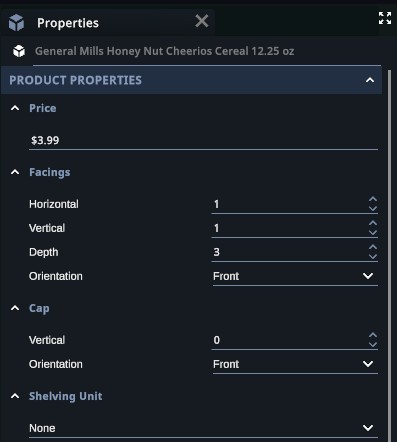 Properties
General Mills Honey Nut Cheerios Cereal 12.25 oz
PRODUCT PROPERTIES
Price
$3.99
Facings
Horizontal 1
Vertical 1
Depth 3
Orientation Front
Cap
Vertical 0
Orientation Front
Shelving Unit
None